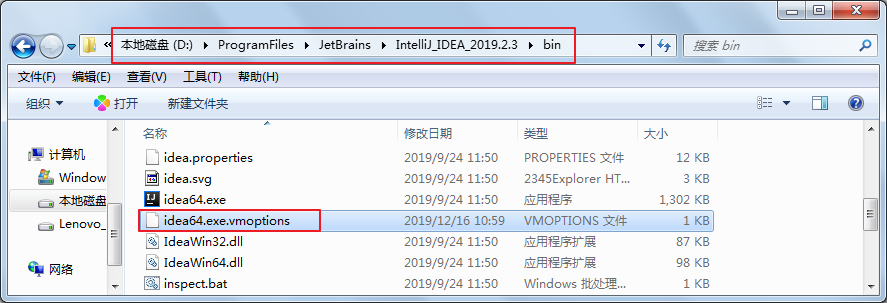 « 本地磁盘 (D:) ▸ ProgramFiles ▸ JetBrains ▸ IntelliJ_IDEA_2019.2.3 ▸ bin
搜索 bin
文件(F) 编辑(E) 查看(V) 工具(T) 帮助(H)
组织 打开 新建文件夹
名称 修改日期 类型 大小
计算机
Window
本地磁盘
Lenovo_
网络
idea.properties 2019/9/24 11:50 PROPERTIES 文件 12 KB
idea.svg 2019/9/24 11:50 2345Explorer HT... 3 KB
idea64.exe 2019/9/24 11:50 应用程序 1,302 KB
idea64.exe.vmoptions 2019/12/16 10:59 VMOPTIONS 文件 1 KB
IdeaWin32.dll 2019/9/24 11:50 应用程序扩展 87 KB
IdeaWin64.dll 2019/9/24 11:50 应用程序扩展 98 KB
inspect.bat 2019/9/24 11:50 Windows 批处理... 1 KB